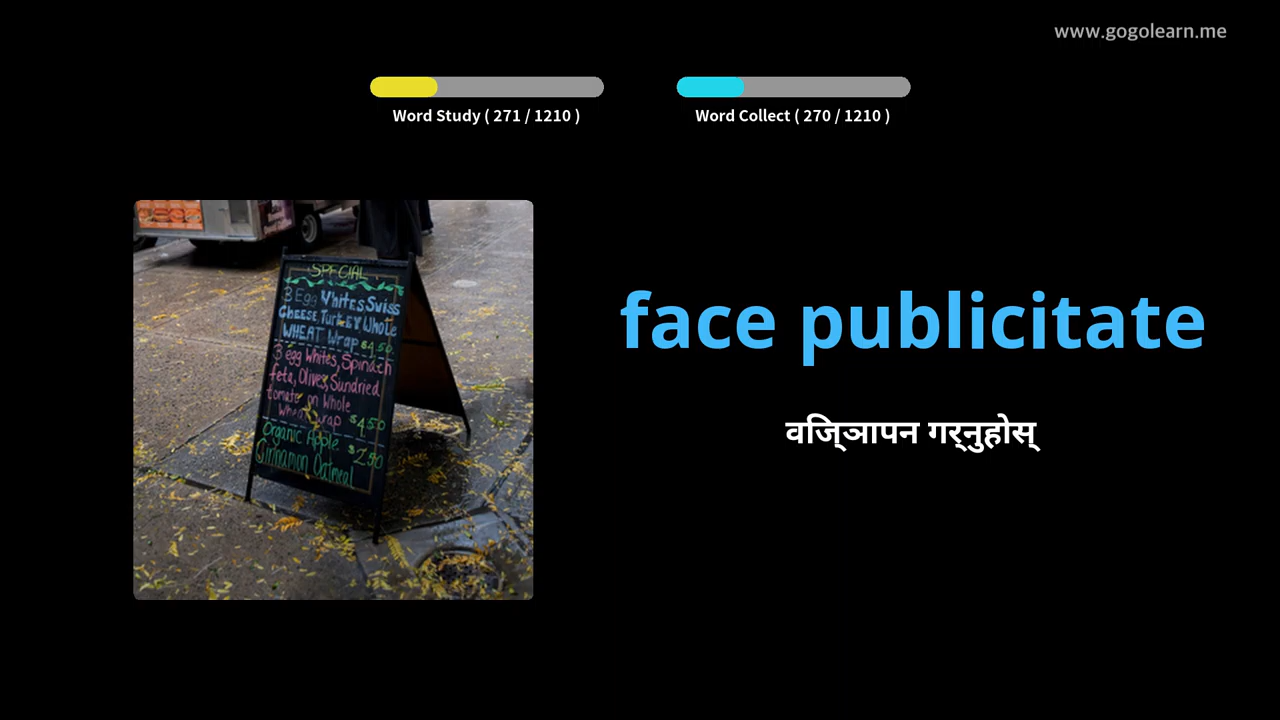 www.gogolearn.me
Word Study ( 271 / 1210 )
Word Collect ( 270 / 1210 )
SPECIAL
3 Egg Whites, Swiss
Cheese, Turkey Whole
WHEAT Wrap $4.50
3 egg Whites, Spinach
feta, Olives, Sundried
tomato on Whole
Wheat Wrap $4.50
Organic Apple
Cinnamon Oatmeal $2.50
face publicitate
विज्ञापन गर्नुहोस्